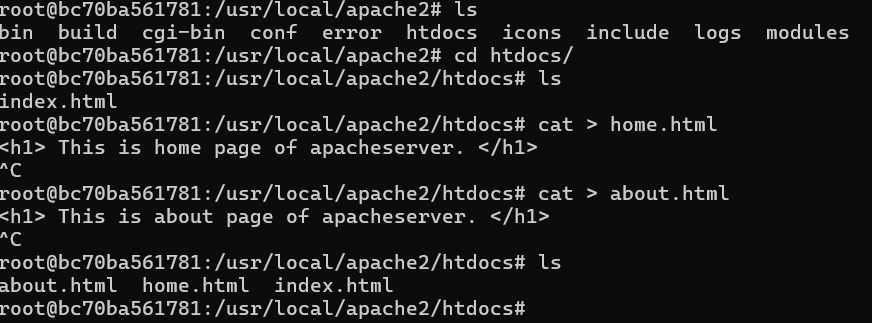 root@bc70ba561781:/usr/local/apache2# ls
bin  build  cgi-bin  conf  error  htdocs  icons  include  logs  modules
root@bc70ba561781:/usr/local/apache2# cd htdocs/
root@bc70ba561781:/usr/local/apache2/htdocs# ls
index.html
root@bc70ba561781:/usr/local/apache2/htdocs# cat > home.html
<h1> This is home page of apacheserver. </h1>
^C
root@bc70ba561781:/usr/local/apache2/htdocs# cat > about.html
<h1> This is about page of apacheserver. </h1>
^C
root@bc70ba561781:/usr/local/apache2/htdocs# ls
about.html  home.html  index.html
root@bc70ba561781:/usr/local/apache2/htdocs#